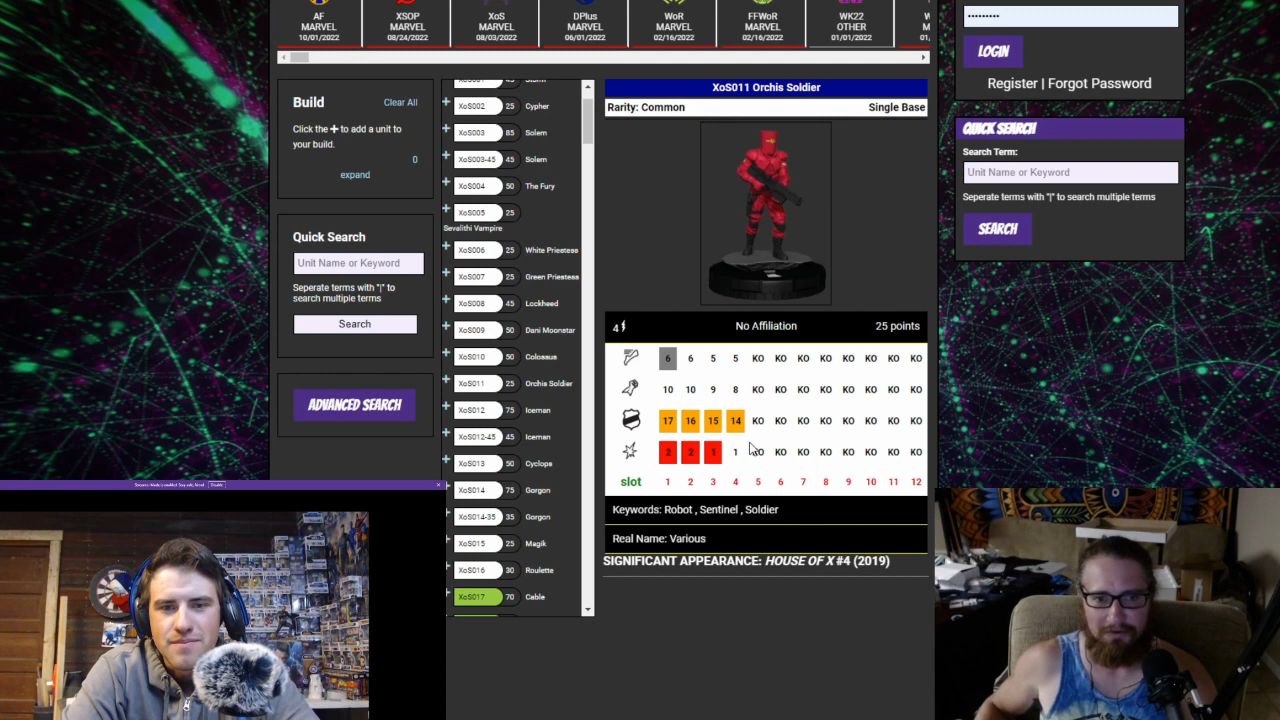 AF
MARVEL
10/01/2022
XSOP
MARVEL
08/24/2022
XoS
MARVEL
08/03/2022
DPlus
MARVEL
06/01/2022
WoR
MARVEL
02/16/2022
FFWoR
MARVEL
02/16/2022
WK22
OTHER
01/01/2022
LOGIN
Register | Forgot Password
QUICK SEARCH
Search Term:
Unit Name or Keyword
Seperate terms with "|" to search multiple terms
SEARCH
Build
Clear All
Click the + to add a unit to
your build.
0
expand
Quick Search
Unit Name or Keyword
Seperate terms with "|" to
search multiple terms
Search
ADVANCED SEARCH
XoS001 45 Storm
XoS002 25 Cypher
XoS003 85 Solem
XoS003-45 45 Solem
XoS004 50 The Fury
XoS005 25
Sevalithi Vampire
XoS006 25 White Priestess
XoS007 25 Green Priestess
XoS008 45 Lockheed
XoS009 50 Dani Moonstar
XoS010 50 Colossus
XoS011 25 Orchis Soldier
XoS012 75 Iceman
XoS012-45 45 Iceman
XoS013 50 Cyclops
XoS014 75 Gorgon
XoS014-35 35 Gorgon
XoS015 25 Magik
XoS016 30 Roulette
XoS017 70 Cable
XoS011 Orchis Soldier
Rarity: Common Single Base
4 No Affiliation 25 points
6 6 5 5 KO KO KO KO KO KO KO KO
10 10 9 8 KO KO KO KO KO KO KO KO
17 16 15 14 KO KO KO KO KO KO KO KO
2 2 1 1 KO KO KO KO KO KO KO KO
slot 1 2 3 4 5 6 7 8 9 10 11 12
Keywords: Robot , Sentinel , Soldier
Real Name: Various
SIGNIFICANT APPEARANCE: HOUSE OF X #4 (2019)